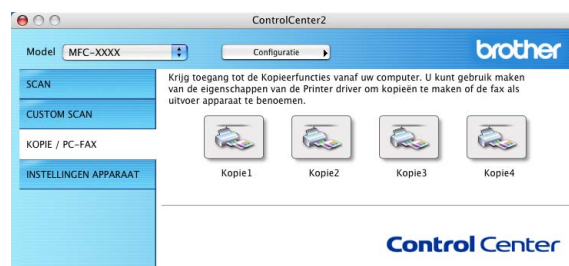 ControlCenter2
Model MFC-XXXX Configuratie brother
SCAN
CUSTOM SCAN
KOPIE / PC-FAX
INSTELLINGEN APPARAAT
Krijg toegang tot de Kopieerfuncties vanaf uw computer. U kunt gebruik maken
van de eigenschappen van de Printer driver om kopieën te maken of de fax als
uitvoer apparaat te benoemen.
Kopie1 Kopie2 Kopie3 Kopie4
Control Center